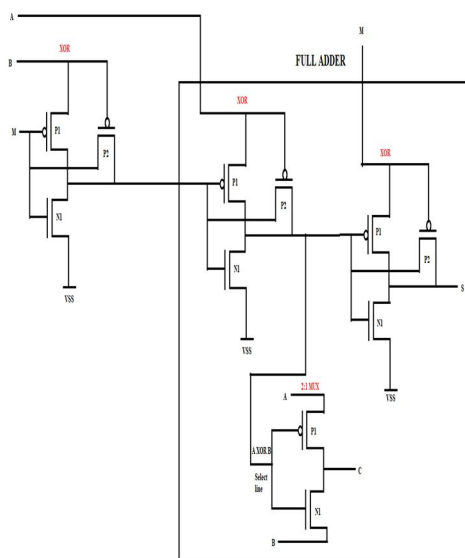 A
M
XOR
B
FULL ADDER
XOR
M
P1
P2
XOR
P1
P2
P1
P2
N1
N1
S
N1
VSS
VSS
VSS
2:1 MUX
A
P1
A XOR B
Select
line
C
N1
B